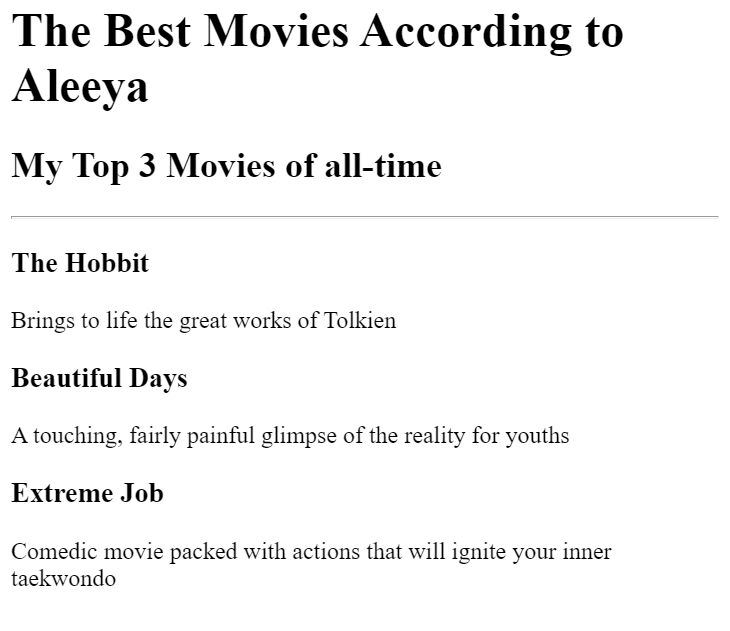 The Best Movies According to
Aleeya
My Top 3 Movies of all-time
The Hobbit
Brings to life the great works of Tolkien
Beautiful Days
A touching, fairly painful glimpse of the reality for youths
Extreme Job
Comedic movie packed with actions that will ignite your inner
taekwondo